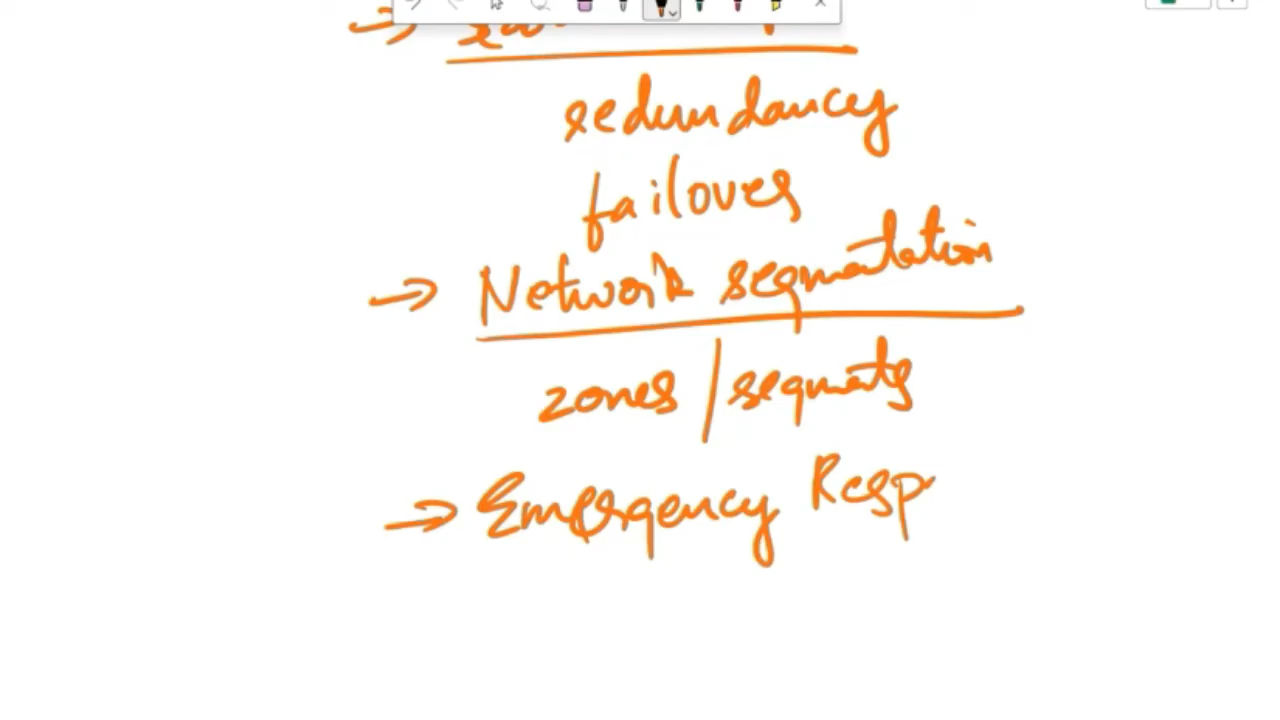 redundancy
failover
→ Network segmentation
zones / segments
→ Emergency Resp